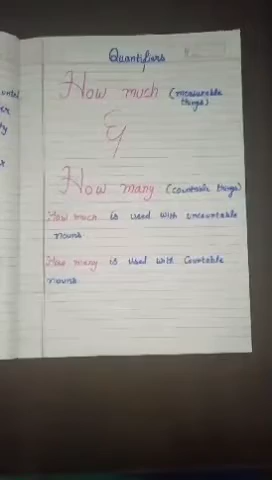 Quantifiers
How much (measurable
things)
&
How many (countable things)
How much is used with uncountable
nouns.
How many is used with Countable
nouns.